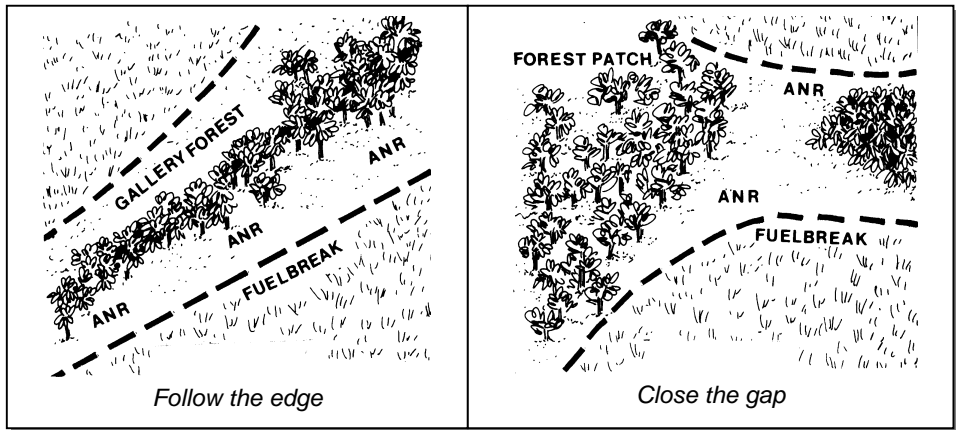 GALLERY FOREST
ANR
ANR
ANR
FUELBREAK
Follow the edge
FOREST PATCH
ANR
ANR
FUELBREAK
Close the gap